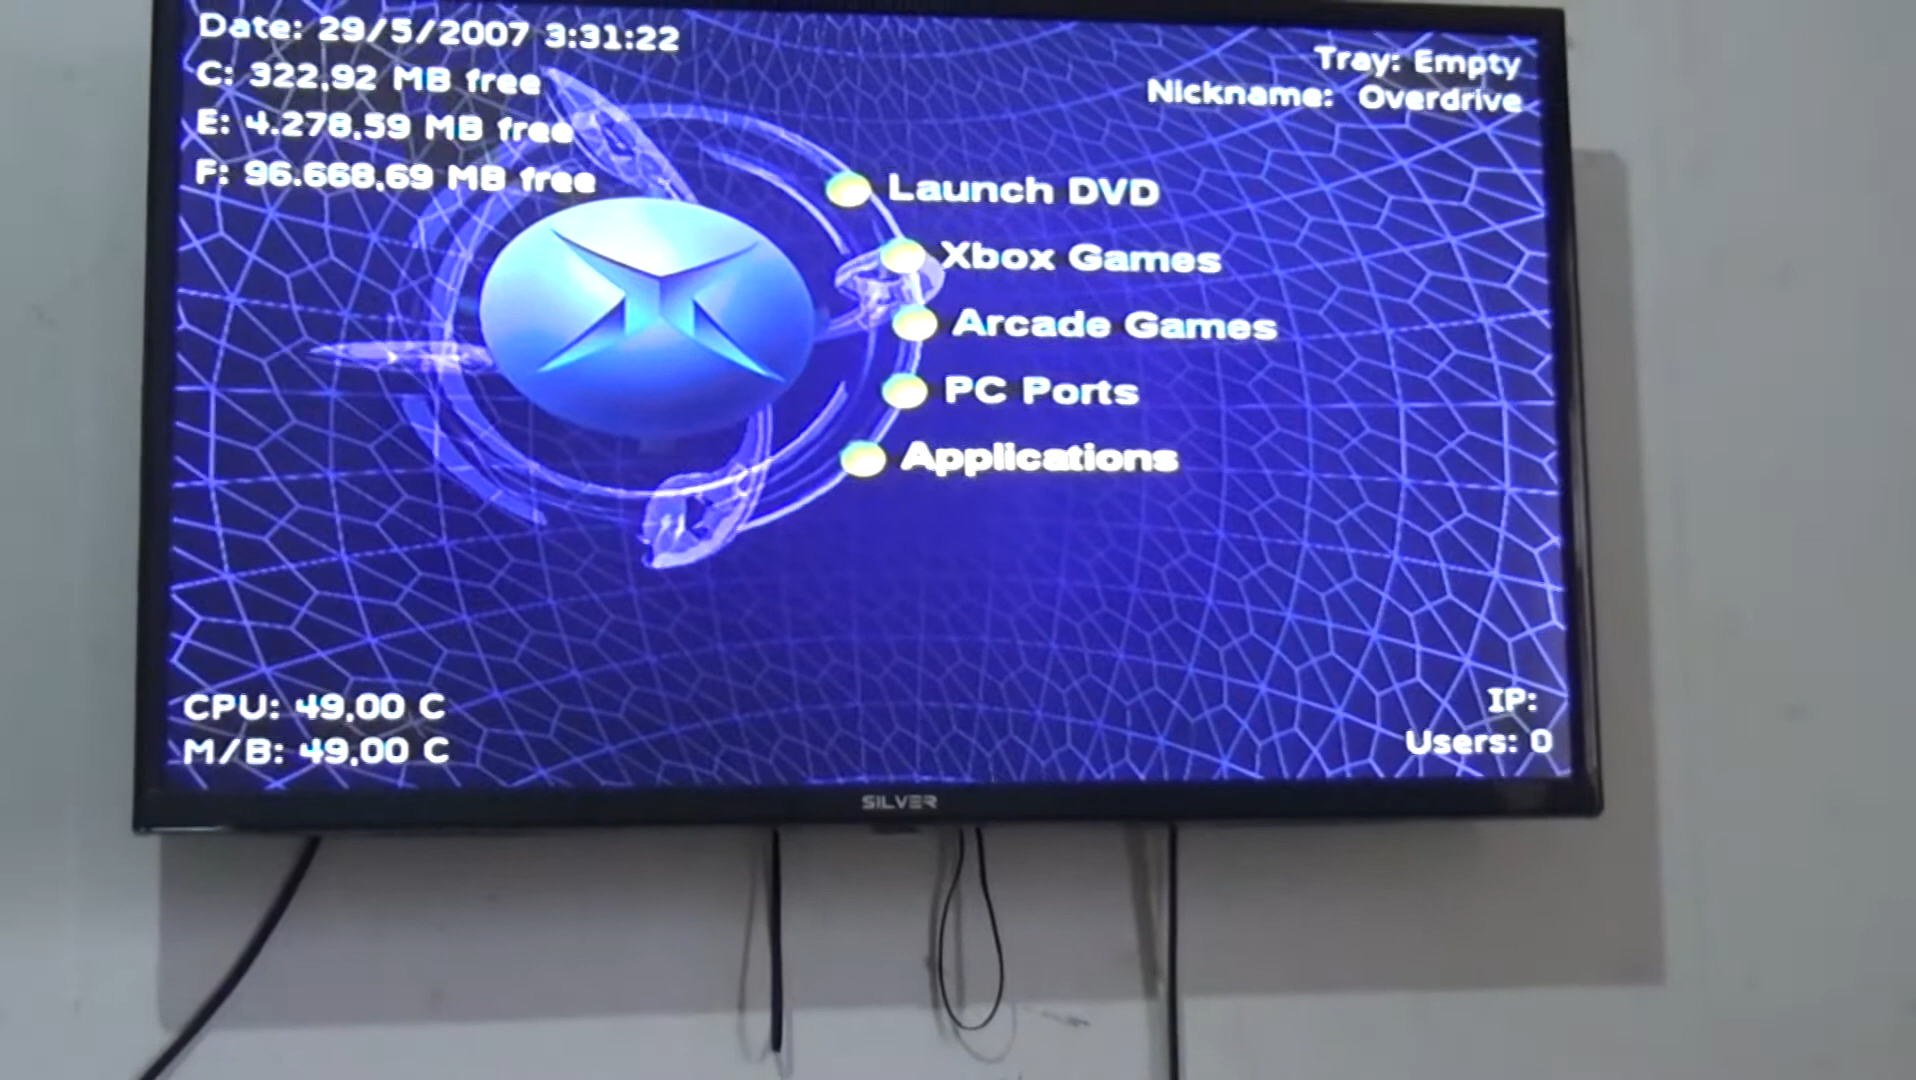 Date: 29/5/2007 3:31:22
C: 322,92 MB free
E: 4.278,59 MB free
F: 96.668,69 MB free
Tray: Empty
Nickname: Overdrive
Launch DVD
Xbox Games
Arcade Games
PC Ports
Applications
CPU: 49,00 C
M/B: 49,00 C
IP:
Users: 0
SILVER